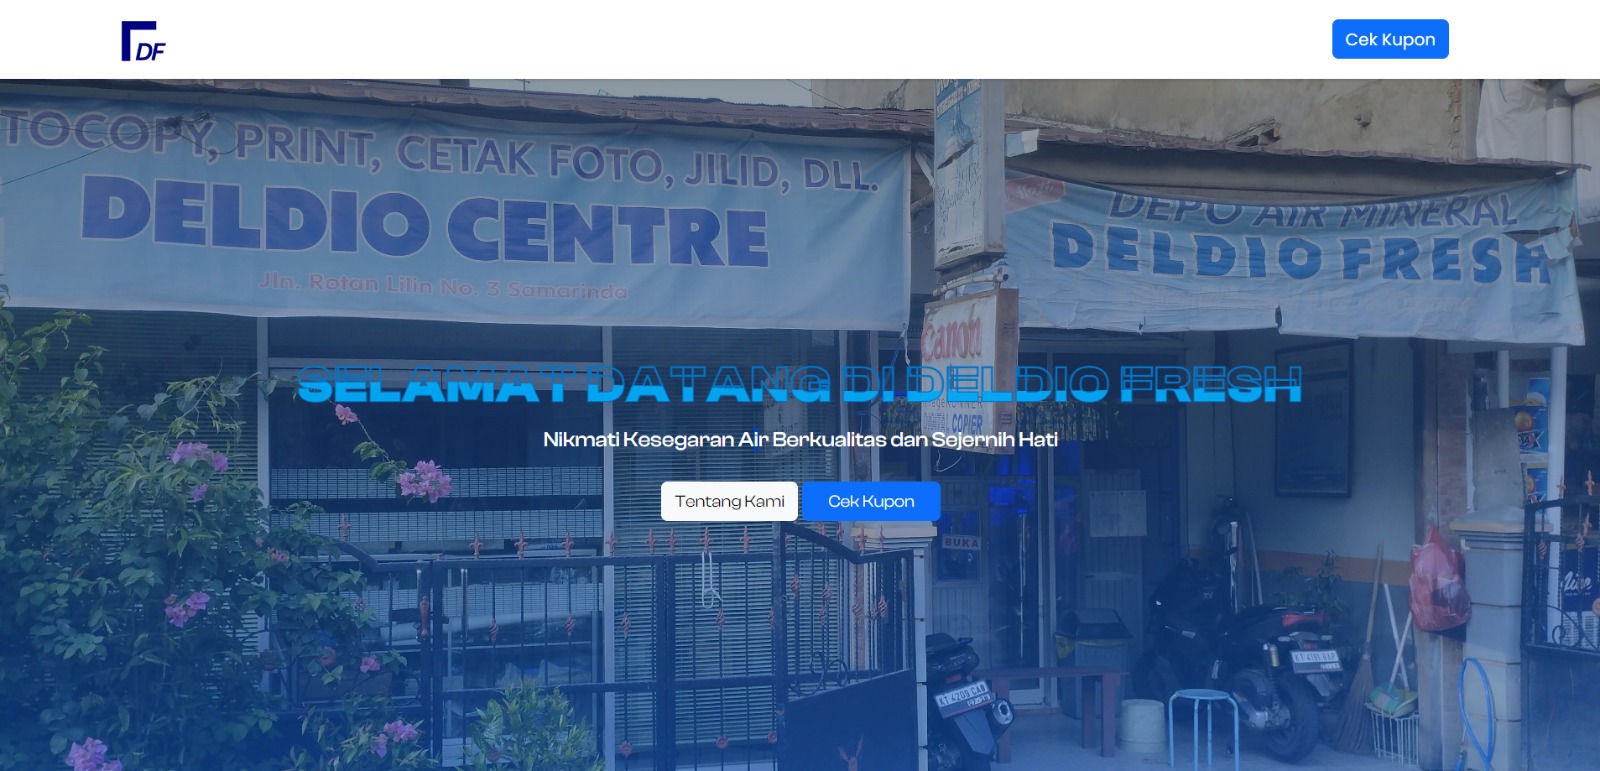 DF
Cek Kupon
TOCOPY, PRINT, CETAK FOTO, JILID, DLL.
DELDIO CENTRE
Jln. Rotan Lilin No. 3 Samarinda
DEPO AIR MINERAL
DELDIO FRESH
Canon
COPIER
SELAMAT DATANG DI DELDIO FRESH
Nikmati Kesegaran Air Berkualitas dan Sejernih Hati
Tentang Kami
Cek Kupon
BUKA
KT 4209 CAB